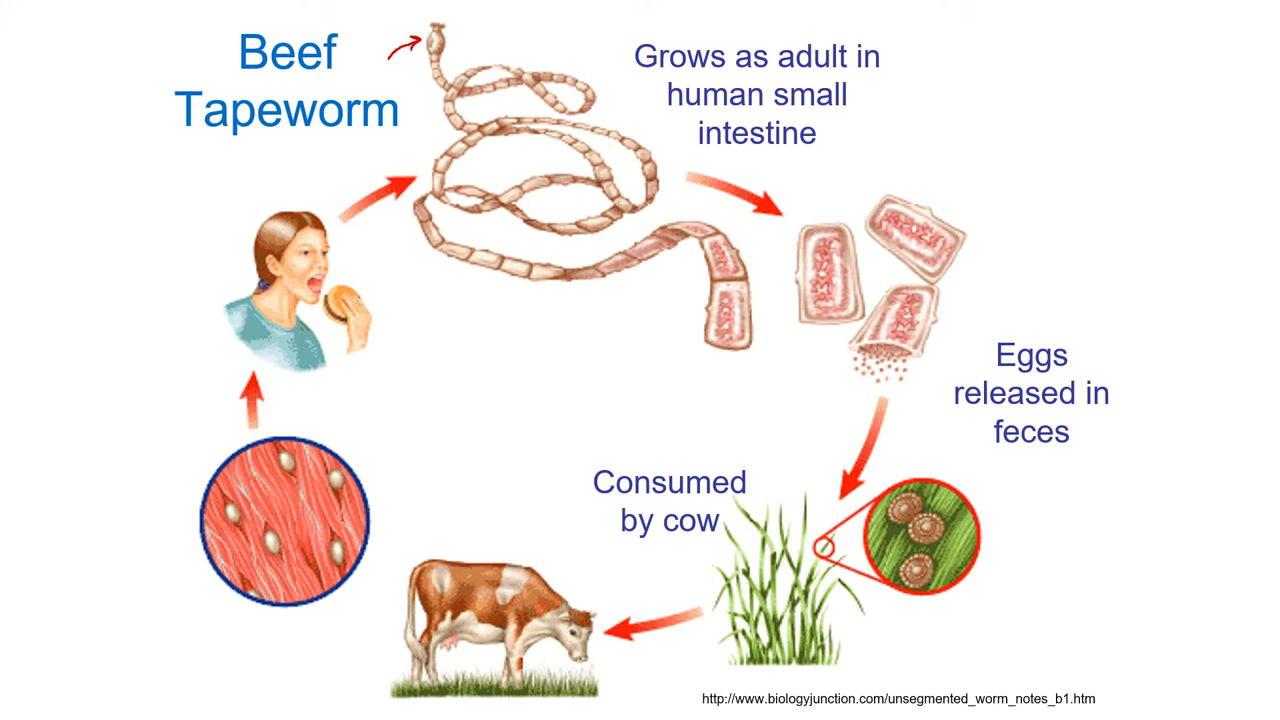 Beef
Tapeworm
Grows as adult in
human small
intestine
Eggs
released in
feces
Consumed
by cow
http://www.biologyjunction.com/unsegmented_worm_notes_b1.htm